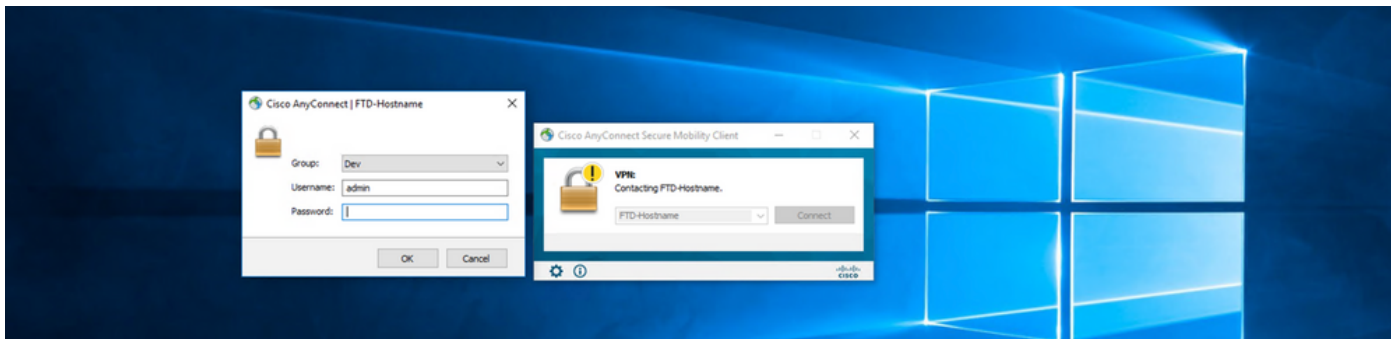 Cisco AnyConnect | FTD-Hostname
Group: Dev
Username: admin
Password:
OK Cancel
Cisco AnyConnect Secure Mobility Client
VPN:
Contacting FTD-Hostname.
FTD-Hostname Connect
CISCO